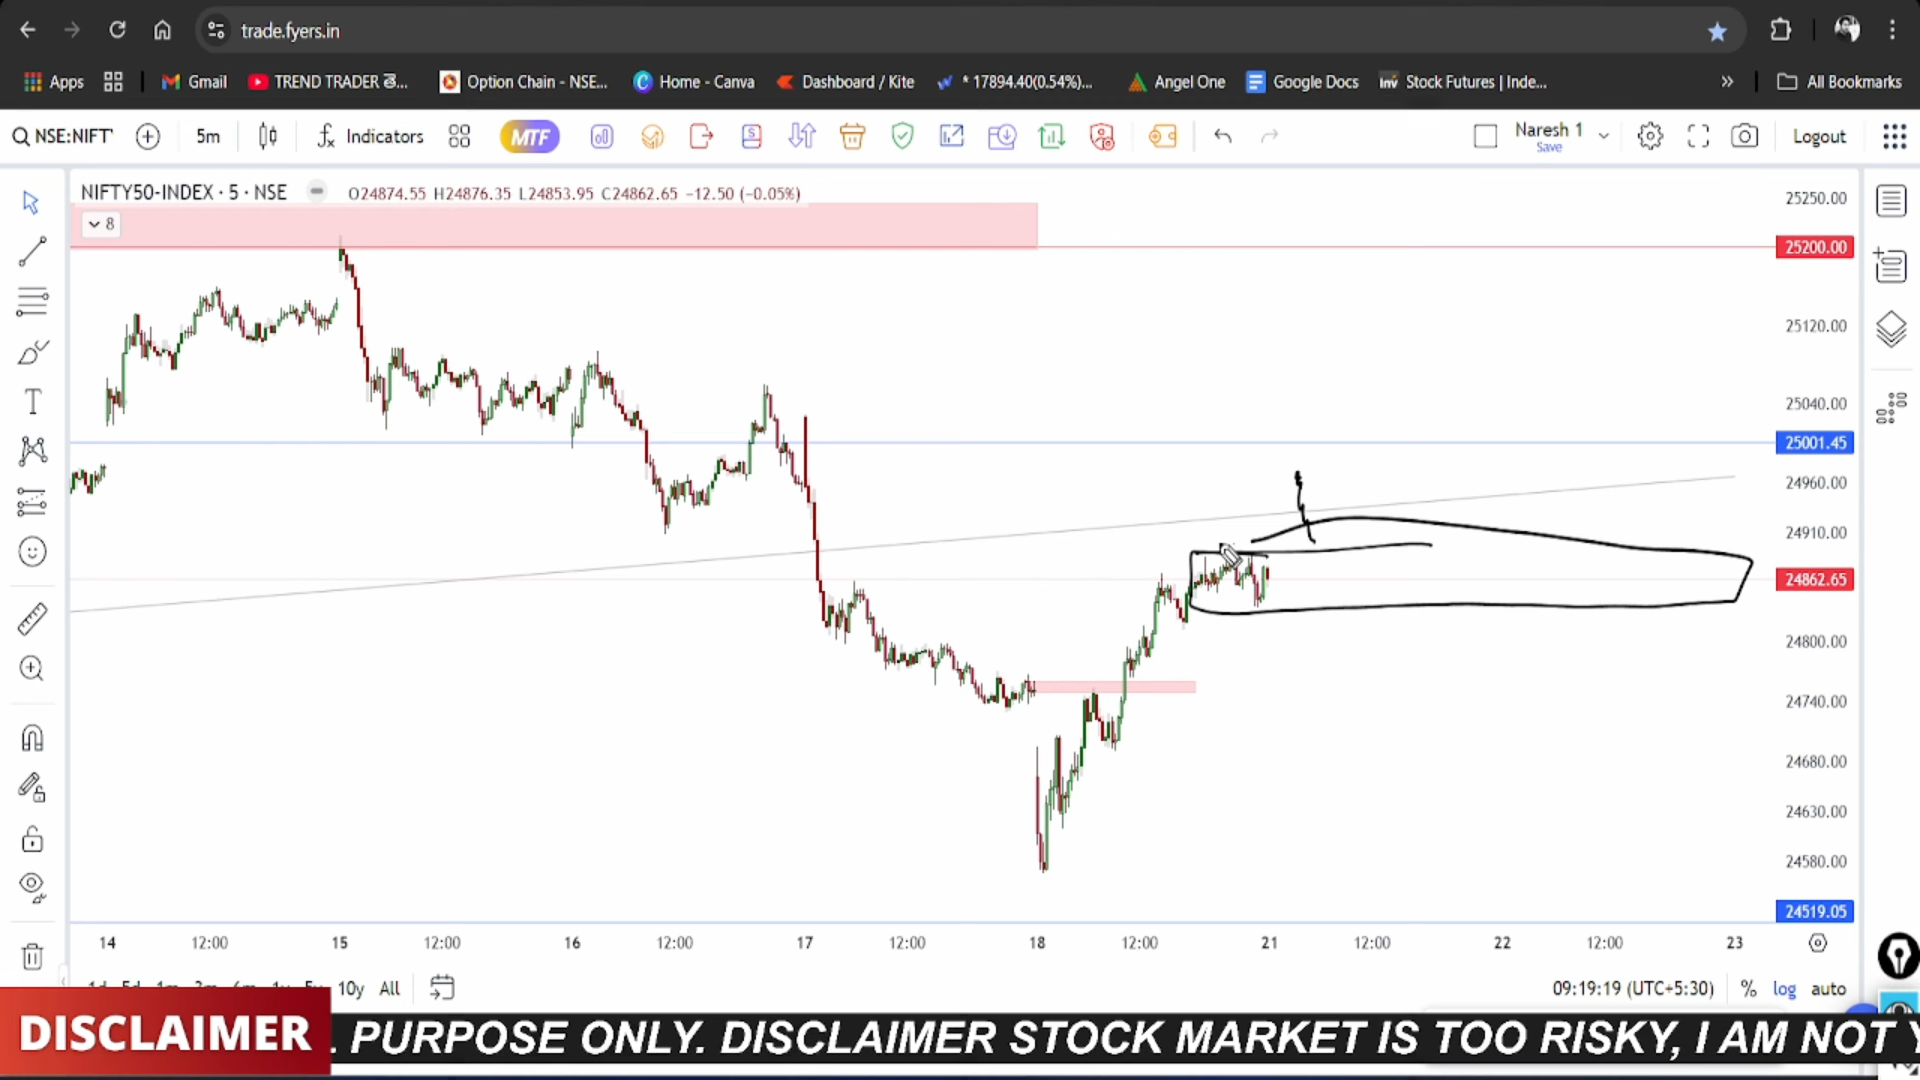 trade.fyers.in
Apps Gmail TREND TRADER Option Chain - NSE... Home - Canva Dashboard / Kite * 17894.40(0.54%)... Angel One Google Docs Inv Stock Futures | Inde... » All Bookmarks
NSE:NIFT' 5m Indicators MTF Naresh 1 Logout
Save
NIFTY50-INDEX · 5 · NSE O24874.55 H24876.35 L24853.95 C24862.65 −12.50 (−0.05%)
8
25250.00
25200.00
25120.00
25040.00
25001.45
24960.00
24910.00
24862.65
24800.00
24740.00
24680.00
24630.00
24580.00
24519.05
14 12:00 15 12:00 16 12:00 17 12:00 18 12:00 21 12:00 22 12:00 23
10y All 09:19:19 (UTC+5:30) % log auto
DISCLAIMER PURPOSE ONLY. DISCLAIMER STOCK MARKET IS TOO RISKY, I AM NOT